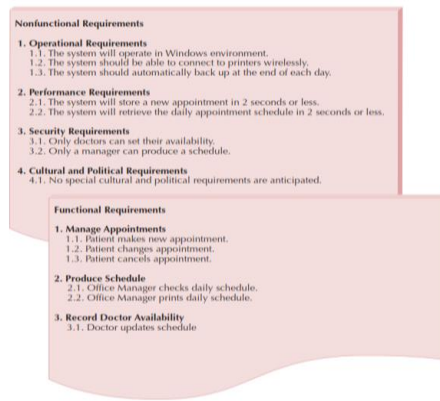 Nonfunctional Requirements
1. Operational Requirements
1.1. The system will operate in Windows environment.
1.2. The system should be able to connect to printers wirelessly.
1.3. The system should automatically back up at the end of each day.
2. Performance Requirements
2.1. The system will store a new appointment in 2 seconds or less.
2.2. The system will retrieve the daily appointment schedule in 2 seconds or less.
3. Security Requirements
3.1. Only doctors can set their availability.
3.2. Only a manager can produce a schedule.
4. Cultural and Political Requirements
4.1. No special cultural and political requirements are anticipated.
Functional Requirements
1. Manage Appointments
1.1. Patient makes new appointment.
1.2. Patient changes appointment.
1.3. Patient cancels appointment.
2. Produce Schedule
2.1. Office Manager checks daily schedule.
2.2. Office Manager prints daily schedule.
3. Record Doctor Availability
3.1. Doctor updates schedule